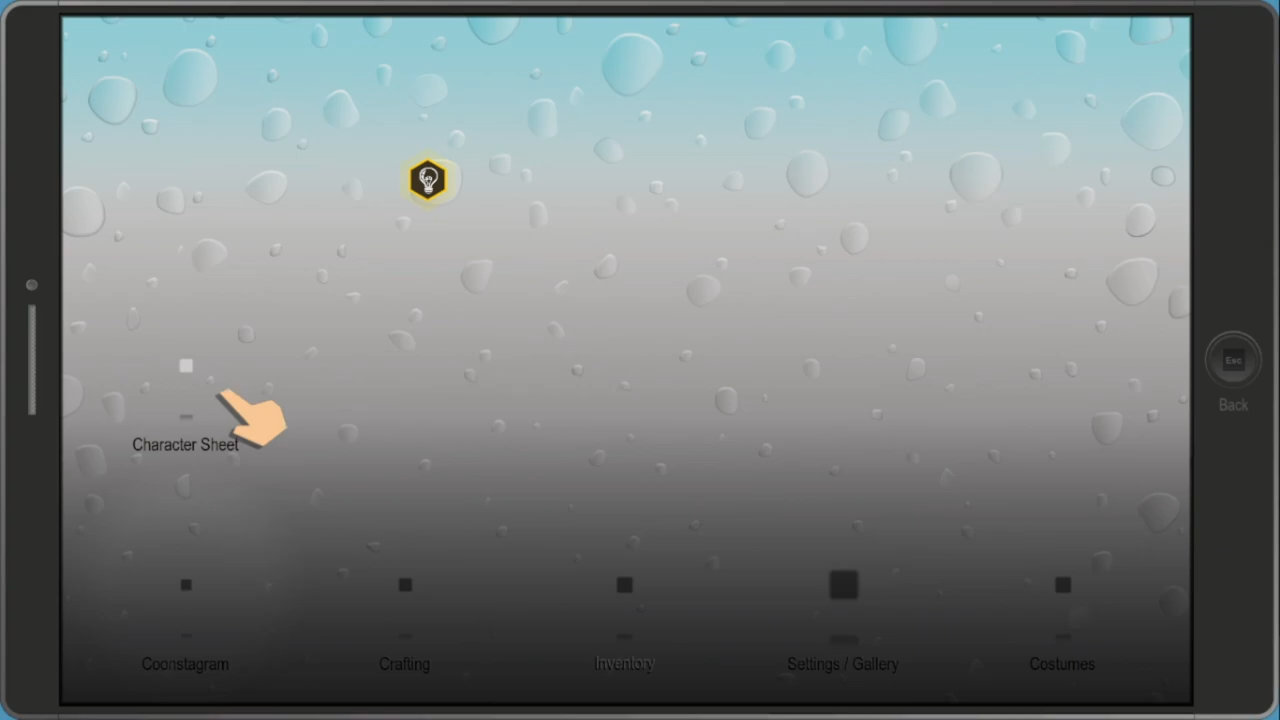 Esc
Back
Character Sheet
Coonstagram
Crafting
Inventory
Settings / Gallery
Costumes